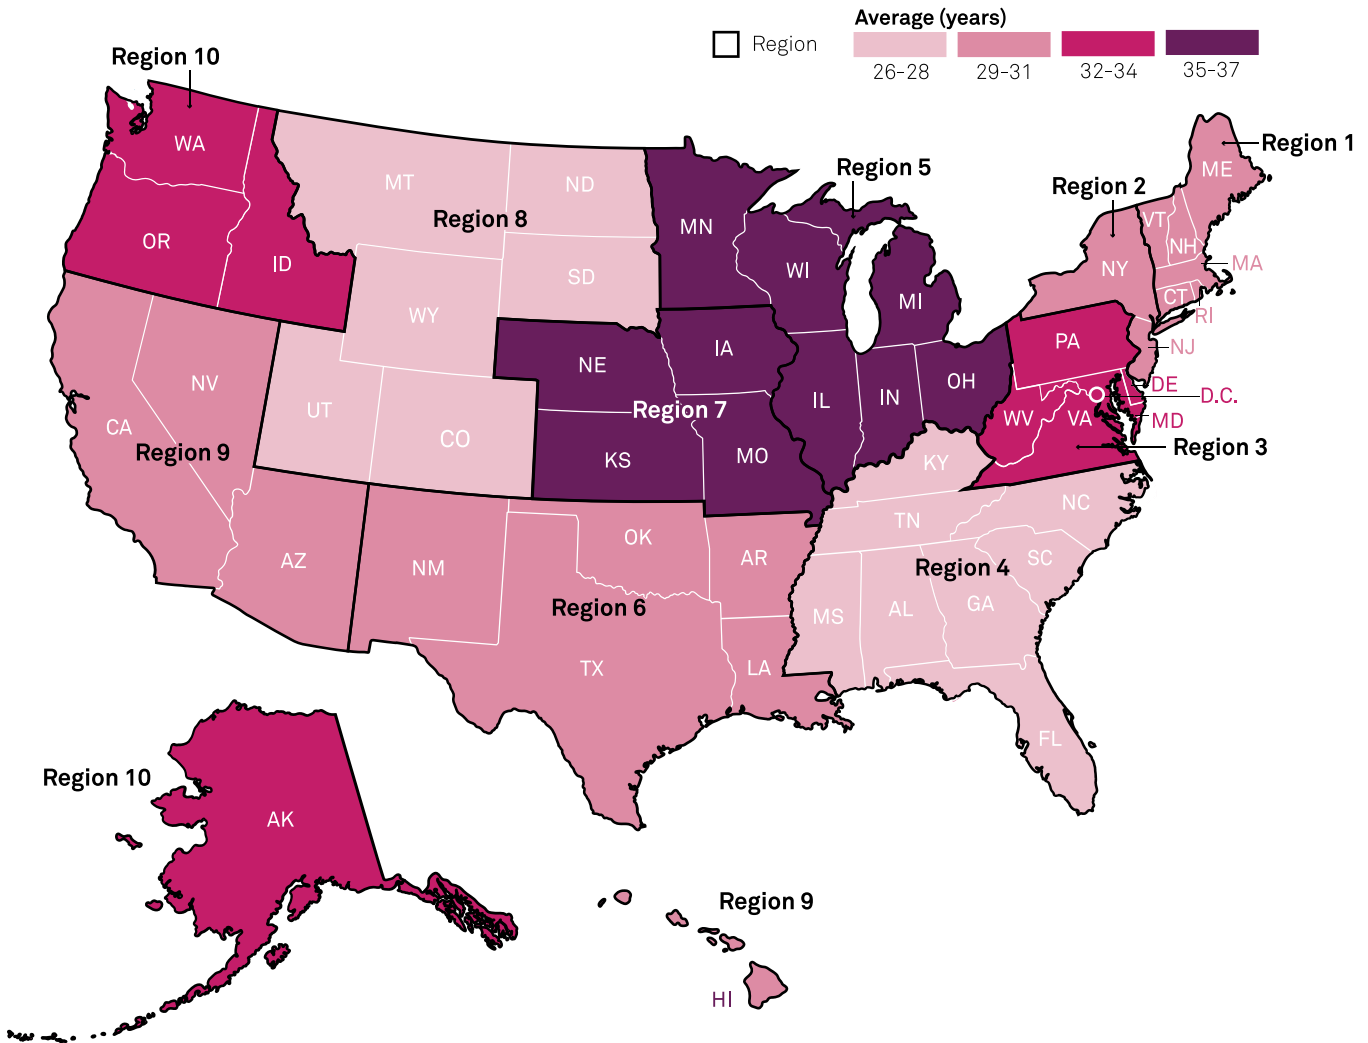 Average (years)
Region
26-28
29-31
32-34
35-37
Region 10
Region 1
Region 5
Region 2
WA
MT
ND
ME
Region 8
MN
VT
OR
ID
SD
WI
NY
NH
MA
MI
CT
WY
RI
IA
PA
NJ
NE
NV
UT
OH
DE
IL
IN
D.C.
Region 7
WV
VA
MD
CA
CO
Region 9
KS
MO
KY
Region 3
NC
TN
OK
AZ
NM
AR
SC
Region 4
Region 6
MS
AL
GA
TX
LA
FL
Region 10
AK
Region 9
HI